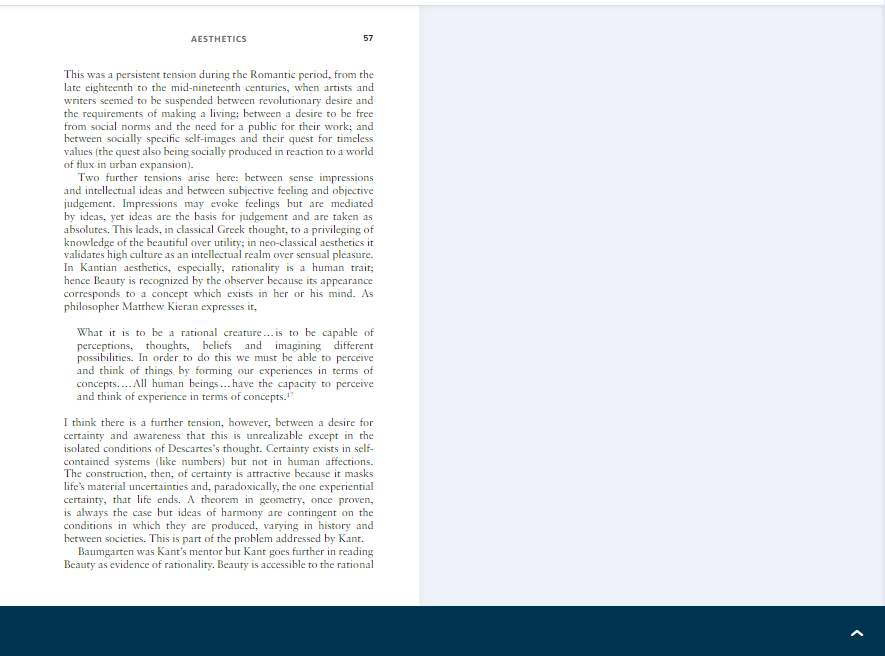 AESTHETICS 57
This was a persistent tension during the Romantic period, from the
late eighteenth to the mid-nineteenth centuries, when artists and
writers seemed to be suspended between revolutionary desire and
the requirements of making a living; between a desire to be free
from social norms and the need for a public for their work; and
between socially specific self-images and their quest for timeless
values (the quest also being socially produced in reaction to a world
of flux in urban expansion).
Two further tensions arise here: between sense impressions
and intellectual ideas and between subjective feeling and objective
judgement. Impressions may evoke feelings but are mediated
by ideas, yet ideas are the basis for judgement and are taken as
absolutes. This leads, in classical Greek thought, to a privileging of
knowledge of the beautiful over utility; in neo-classical aesthetics it
validates high culture as an intellectual realm over sensual pleasure.
In Kantian aesthetics, especially, rationality is a human trait;
hence Beauty is recognized by the observer because its appearance
corresponds to a concept which exists in her or his mind. As
philosopher Matthew Kieran expresses it,
What it is to be a rational creature…is to be capable of
perceptions, thoughts, beliefs and imagining different
possibilities. In order to do this we must be able to perceive
and think of things by forming our experiences in terms of
concepts.…All human beings…have the capacity to perceive
and think of experience in terms of concepts.¹⁷
I think there is a further tension, however, between a desire for
certainty and awareness that this is unrealizable except in the
isolated conditions of Descartes's thought. Certainty exists in self-
contained systems (like numbers) but not in human affections.
The construction, then, of certainty is attractive because it masks
life's material uncertainties and, paradoxically, the one experiential
certainty, that life ends. A theorem in geometry, once proven,
is always the case but ideas of harmony are contingent on the
conditions in which they are produced, varying in history and
between societies. This is part of the problem addressed by Kant.
Baumgarten was Kant's mentor but Kant goes further in reading
Beauty as evidence of rationality. Beauty is accessible to the rational